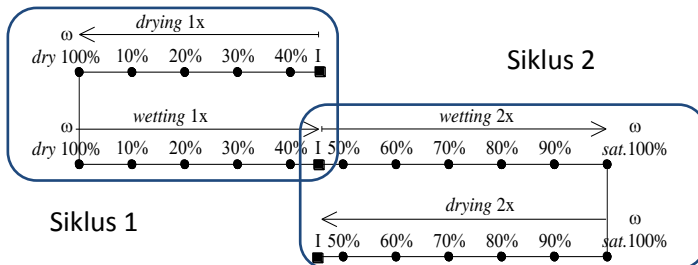 drying 1x
ω
dry 100% 10% 20% 30% 40% I
Siklus 2
wetting 1x
wetting 2x
ω
ω
dry 100% 10% 20% 30% 40% I 50% 60% 70% 80% 90% sat.100%
Siklus 1
drying 2x
ω
I 50% 60% 70% 80% 90% sat.100%